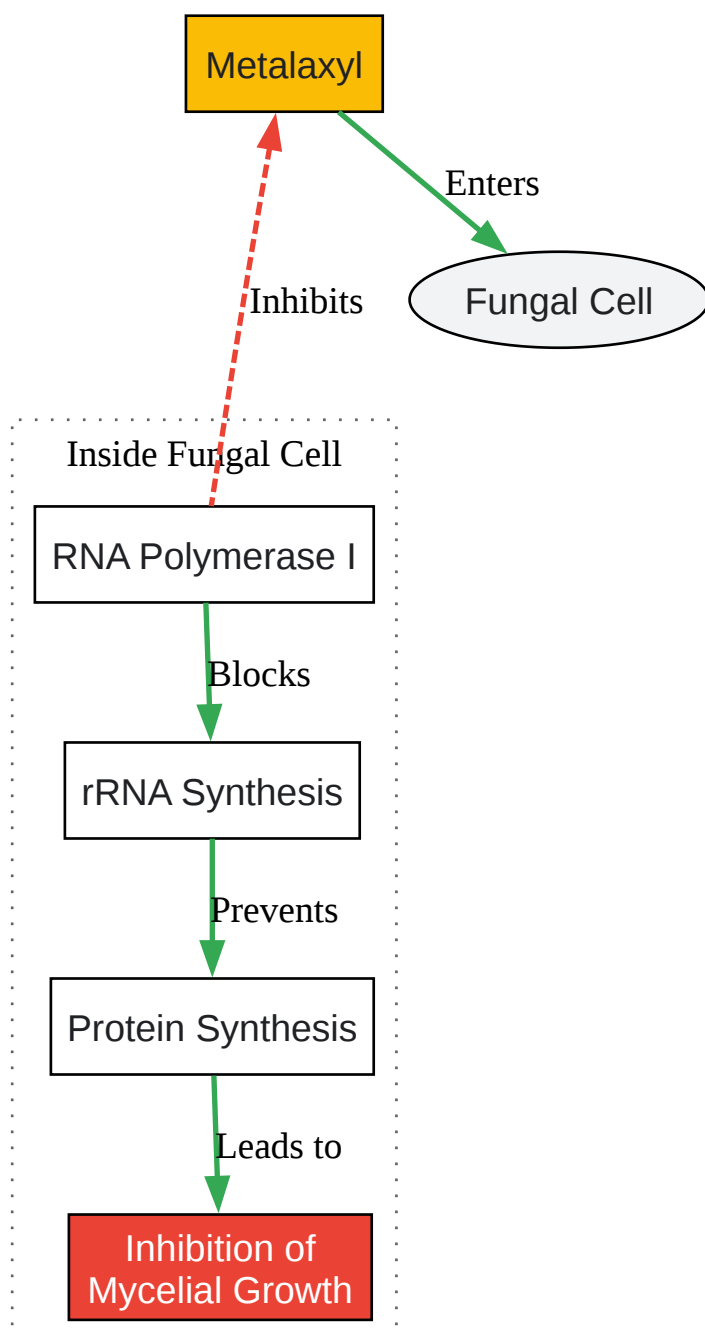 Metalaxyl
Enters
Fungal Cell
Inhibits
Inside Fungal Cell
RNA Polymerase I
Blocks
rRNA Synthesis
Prevents
Protein Synthesis
Leads to
Inhibition of
Mycelial Growth